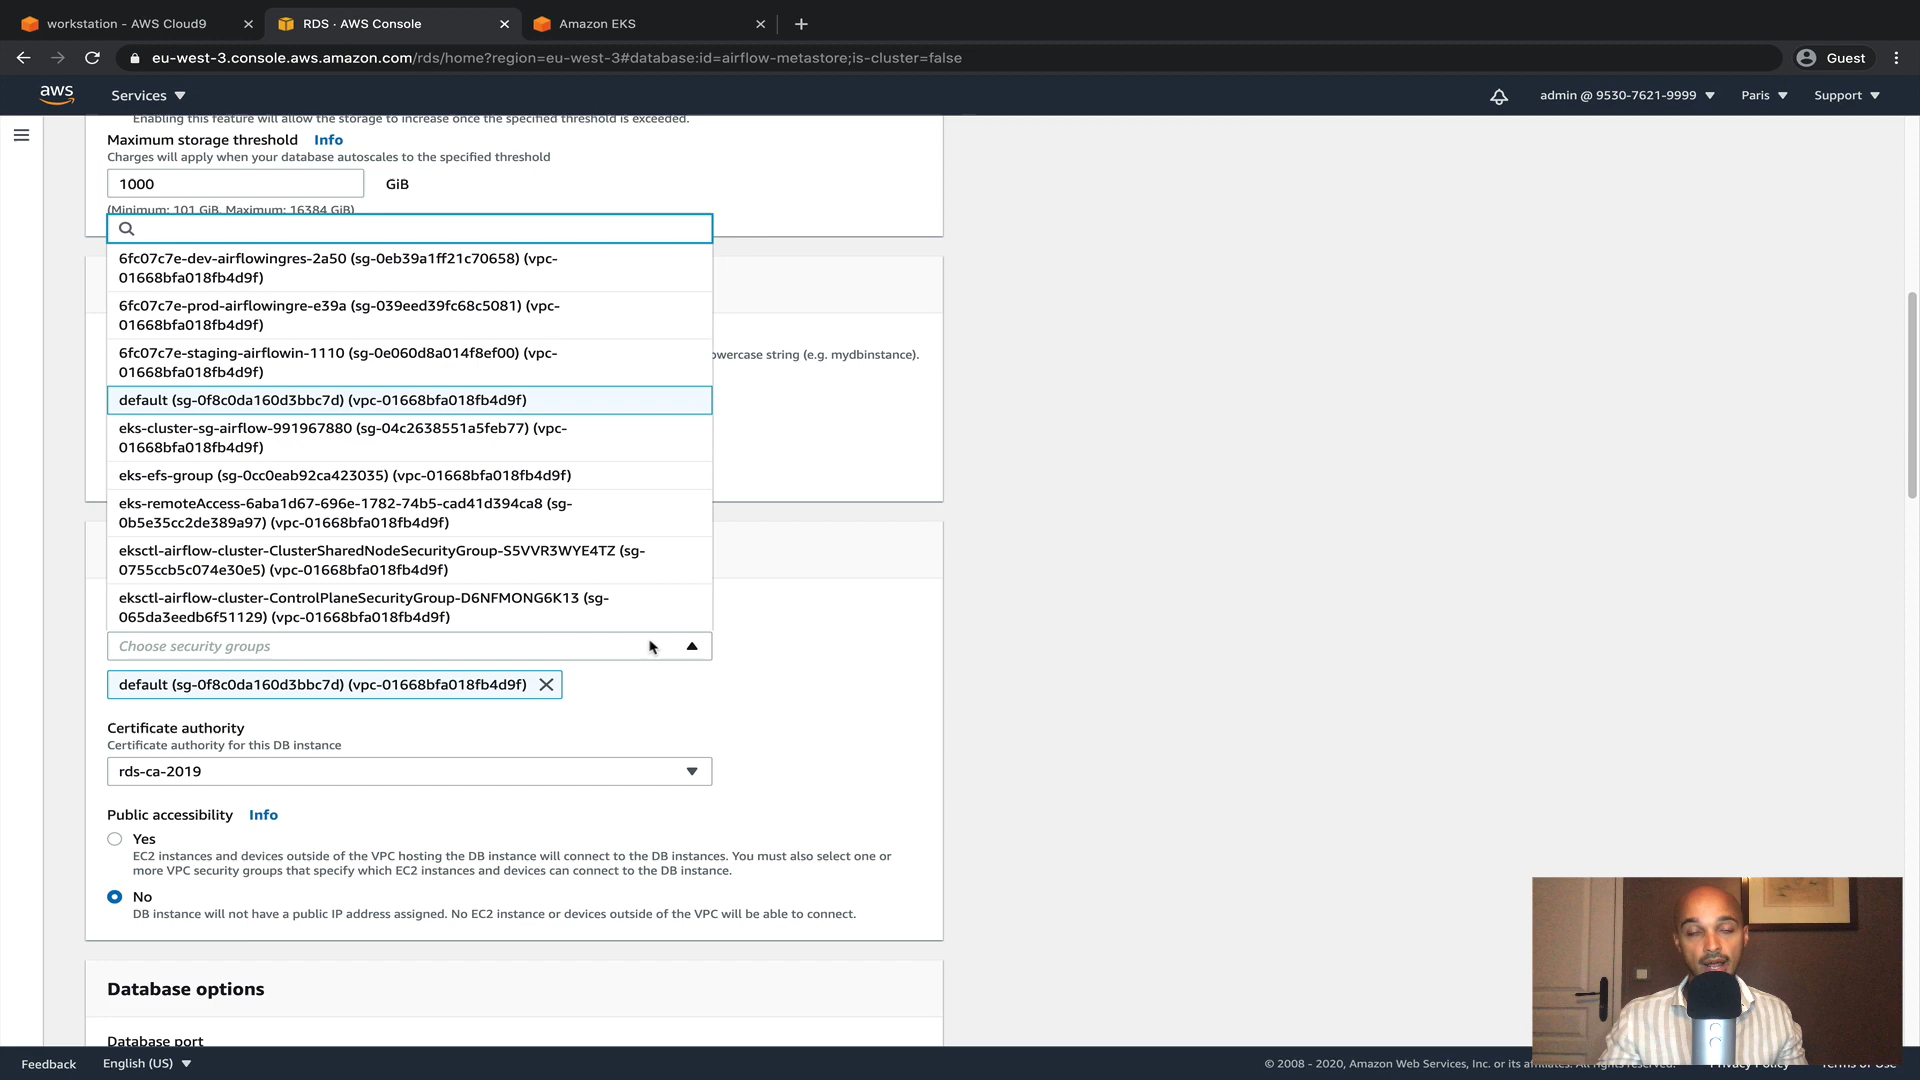 workstation - AWS Cloud9
RDS · AWS Console
Amazon EKS
eu-west-3.console.aws.amazon.com/rds/home?region=eu-west-3#database:id=airflow-metastore;is-cluster=false
Guest
aws
Services
admin @ 9530-7621-9999
Paris
Support
Enabling this feature will allow the storage to increase once the specified threshold is exceeded.
Maximum storage threshold Info
Charges will apply when your database autoscales to the specified threshold
1000
GiB
(Minimum: 101 GiB, Maximum: 16384 GiB)
6fc07c7e-dev-airflowingres-2a50 (sg-0eb39a1ff21c70658) (vpc-
01668bfa018fb4d9f)
6fc07c7e-prod-airflowingre-e39a (sg-039eed39fc68c5081) (vpc-
01668bfa018fb4d9f)
6fc07c7e-staging-airflowin-1110 (sg-0e060d8a014f8ef00) (vpc-
01668bfa018fb4d9f)
owercase string (e.g. mydbinstance).
default (sg-0f8c0da160d3bbc7d) (vpc-01668bfa018fb4d9f)
eks-cluster-sg-airflow-991967880 (sg-04c2638551a5feb77) (vpc-
01668bfa018fb4d9f)
eks-efs-group (sg-0cc0eab92ca423035) (vpc-01668bfa018fb4d9f)
eks-remoteAccess-6aba1d67-696e-1782-74b5-cad41d394ca8 (sg-
0b5e35cc2de389a97) (vpc-01668bfa018fb4d9f)
eksctl-airflow-cluster-ClusterSharedNodeSecurityGroup-S5VVR3WYE4TZ (sg-
0755ccb5c074e30e5) (vpc-01668bfa018fb4d9f)
eksctl-airflow-cluster-ControlPlaneSecurityGroup-D6NFMONG6K13 (sg-
065da3eedb6f51129) (vpc-01668bfa018fb4d9f)
Choose security groups
default (sg-0f8c0da160d3bbc7d) (vpc-01668bfa018fb4d9f)
Certificate authority
Certificate authority for this DB instance
rds-ca-2019
Public accessibility Info
Yes
EC2 instances and devices outside of the VPC hosting the DB instance will connect to the DB instances. You must also select one or
more VPC security groups that specify which EC2 instances and devices can connect to the DB instance.
No
DB instance will not have a public IP address assigned. No EC2 instance or devices outside of the VPC will be able to connect.
Database options
Database port
Feedback
English (US)
© 2008 - 2020, Amazon Web Services, Inc. or its affiliates. All rights reserved.
Privacy Policy
Terms of Use